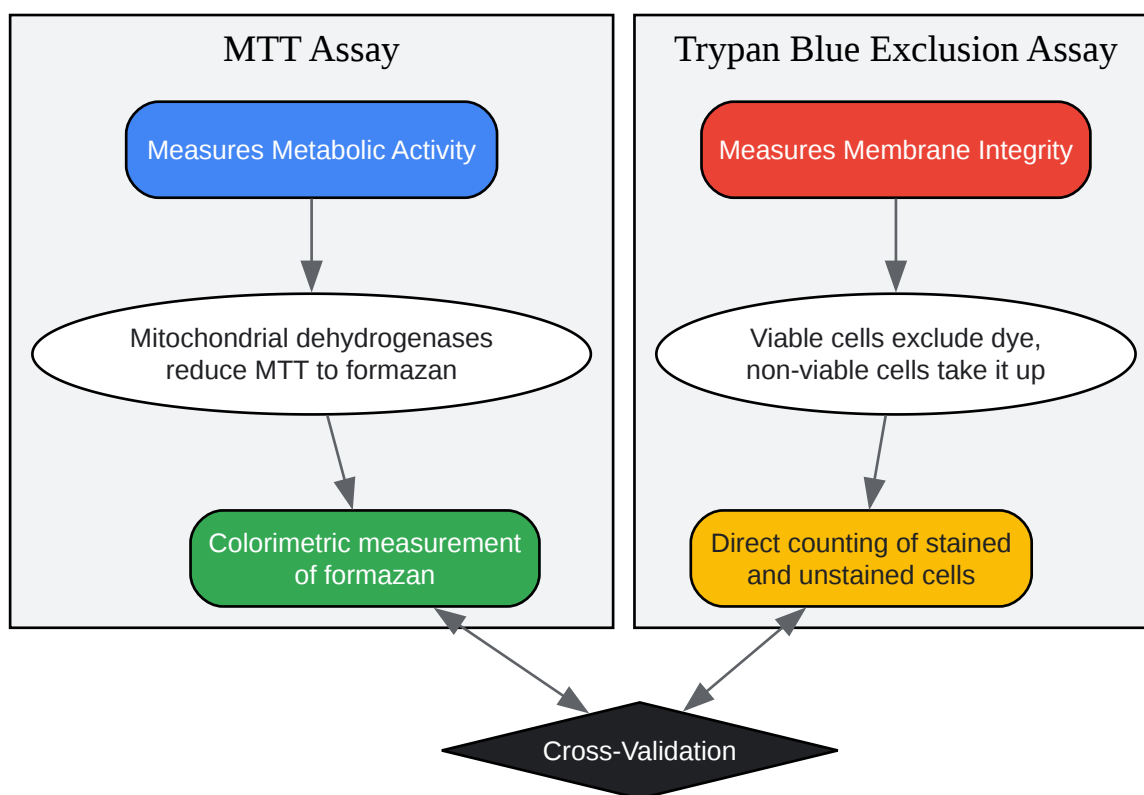 MTT Assay
Measures Metabolic Activity
Mitochondrial dehydrogenases
reduce MTT to formazan
Colorimetric measurement
of formazan
Trypan Blue Exclusion Assay
Measures Membrane Integrity
Viable cells exclude dye,
non-viable cells take it up
Direct counting of stained
and unstained cells
Cross-Validation